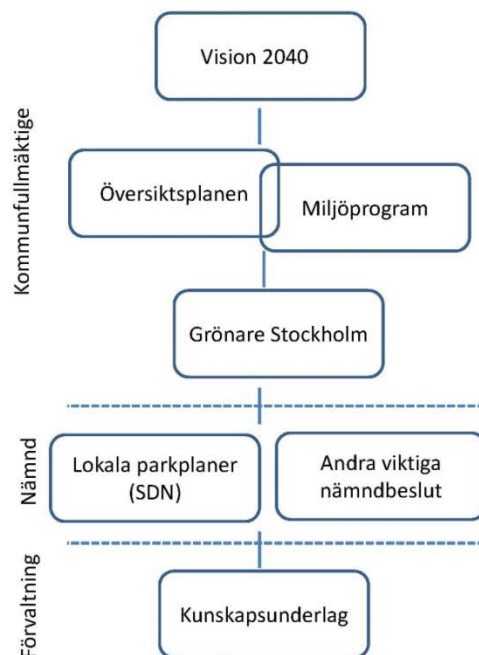 Kommunfullmäktige
Vision 2040
Översiktsplanen
Miljöprogram
Grönare Stockholm
Nämnd
Lokala parkplaner
(SDN)
Andra viktiga
nämndbeslut
Förvaltning
Kunskapsunderlag